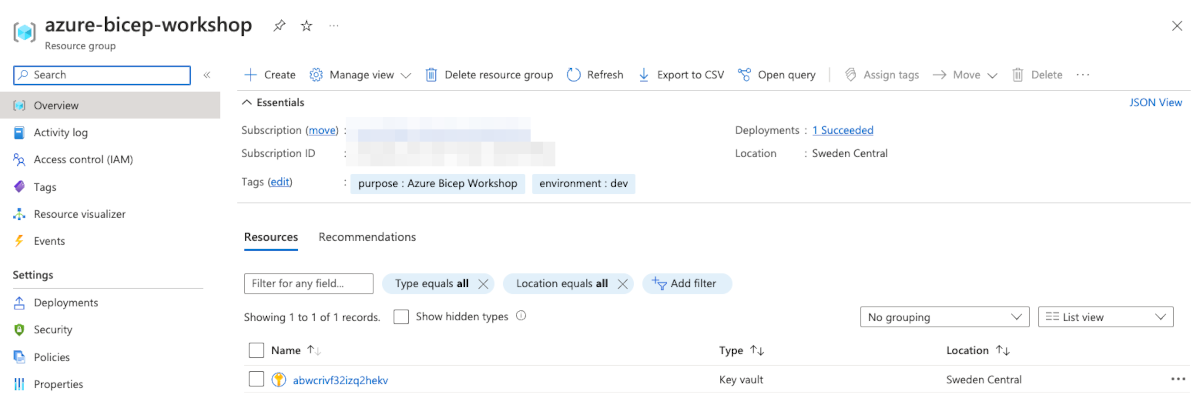 azure-bicep-workshop
Resource group
Search
Overview
Activity log
Access control (IAM)
Tags
Resource visualizer
Events
Settings
Deployments
Security
Policies
Properties
Create Manage view Delete resource group Refresh Export to CSV Open query Assign tags Move Delete
Essentials JSON View
Subscription (move) : Deployments : 1 Succeeded
Subscription ID : Location : Sweden Central
Tags (edit) : purpose : Azure Bicep Workshop environment : dev
Resources Recommendations
Filter for any field... Type equals all Location equals all Add filter
Showing 1 to 1 of 1 records. Show hidden types No grouping List view
Name Type Location
abwcrivf32izq2hekv Key vault Sweden Central